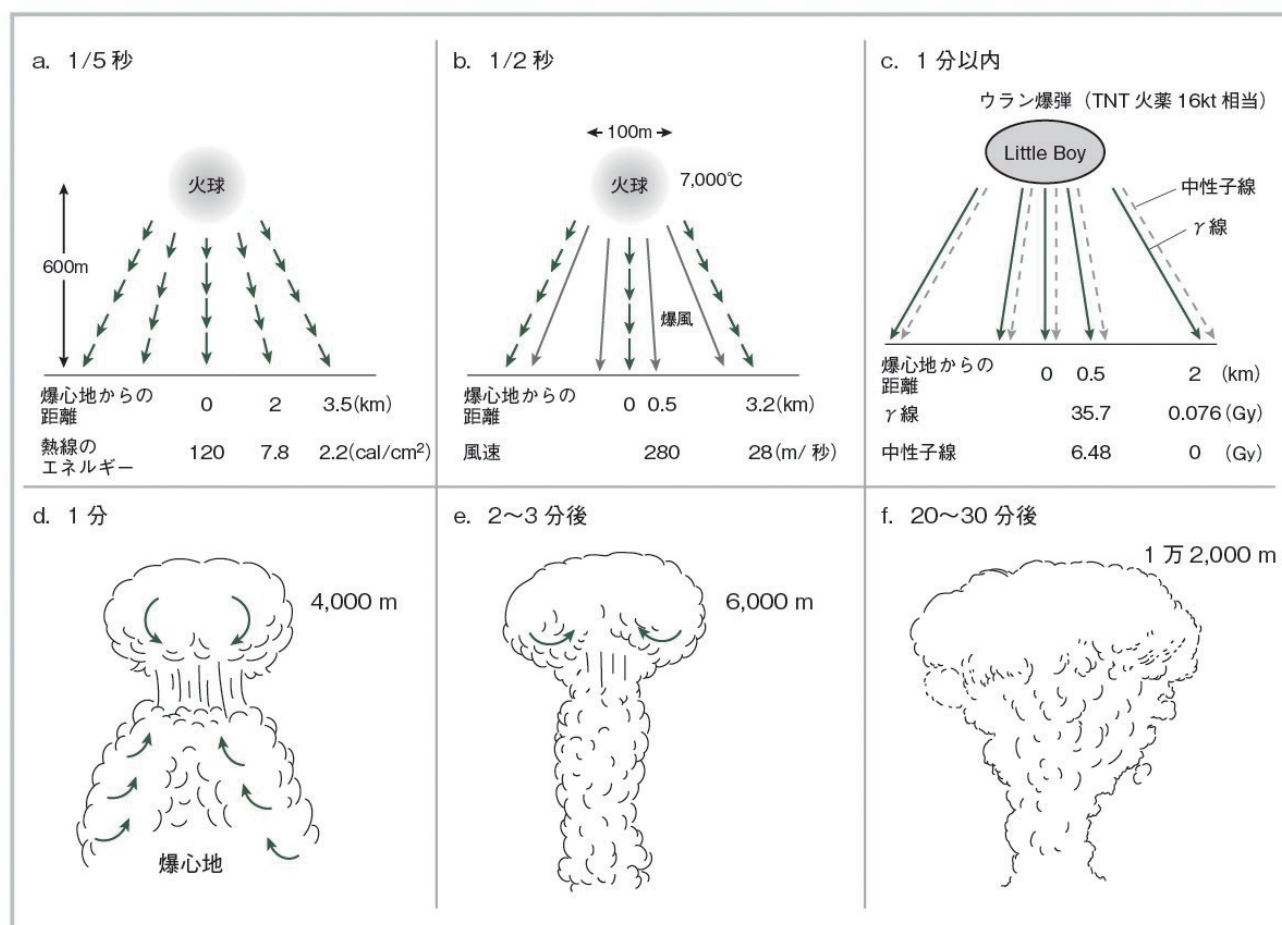 a. 1/5 秒
火球
600m
爆心地からの
距離
0 2 3.5(km)
熱線の
エネルギー
120 7.8 2.2(cal/cm²)
b. 1/2 秒
100m
火球
7,000℃
爆風
爆心地からの
距離
0 0.5 3.2(km)
風速 280 28(m/ 秒)
c. 1 分以内
ウラン爆弾（TNT 火薬 16kt 相当）
Little Boy
中性子線
γ 線
爆心地からの
距離
0 0.5 2 (km)
γ 線 35.7 0.076 (Gy)
中性子線 6.48 0 (Gy)
d. 1 分
4,000 m
爆心地
e. 2〜3 分後
6,000 m
f. 20〜30 分後
1 万 2,000 m